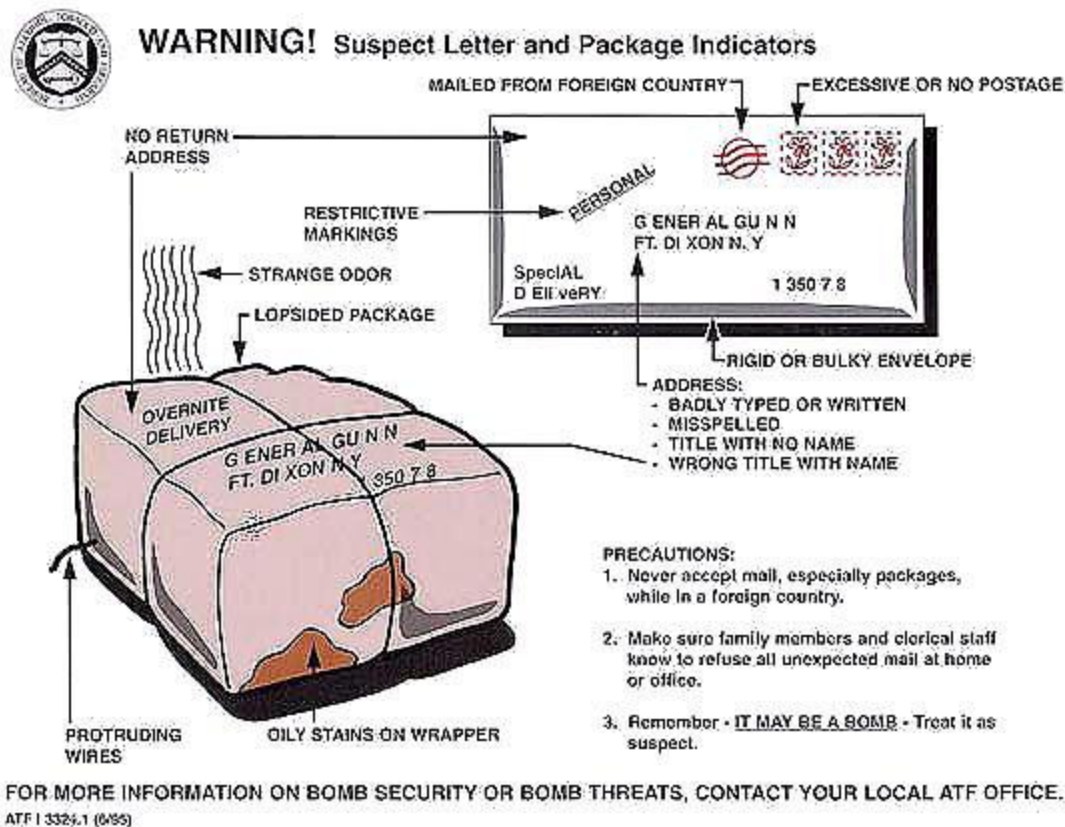 WARNING! Suspect Letter and Package Indicators
MAILED FROM FOREIGN COUNTRY
EXCESSIVE OR NO POSTAGE
NO RETURN
ADDRESS
RESTRICTIVE
MARKINGS
PERSONAL
G ENER AL GU N N
FT. DI XON N. Y
SpecIAL
D EliveRY
1 350 7 8
STRANGE ODOR
LOPSIDED PACKAGE
RIGID OR BULKY ENVELOPE
ADDRESS:
- BADLY TYPED OR WRITTEN
- MISSPELLED
- TITLE WITH NO NAME
- WRONG TITLE WITH NAME
OVERNITE
DELIVERY
G ENER AL GU N N
FT. DI XON N Y
350 7 8
PRECAUTIONS:
1. Never accept mail, especially packages,
while in a foreign country.
2. Make sure family members and clerical staff
know to refuse all unexpected mail at home
or office.
3. Remember - IT MAY BE A BOMB - Treat it as
suspect.
PROTRUDING
WIRES
OILY STAINS ON WRAPPER
FOR MORE INFORMATION ON BOMB SECURITY OR BOMB THREATS, CONTACT YOUR LOCAL ATF OFFICE.
ATF I 3324.1 (6/95)